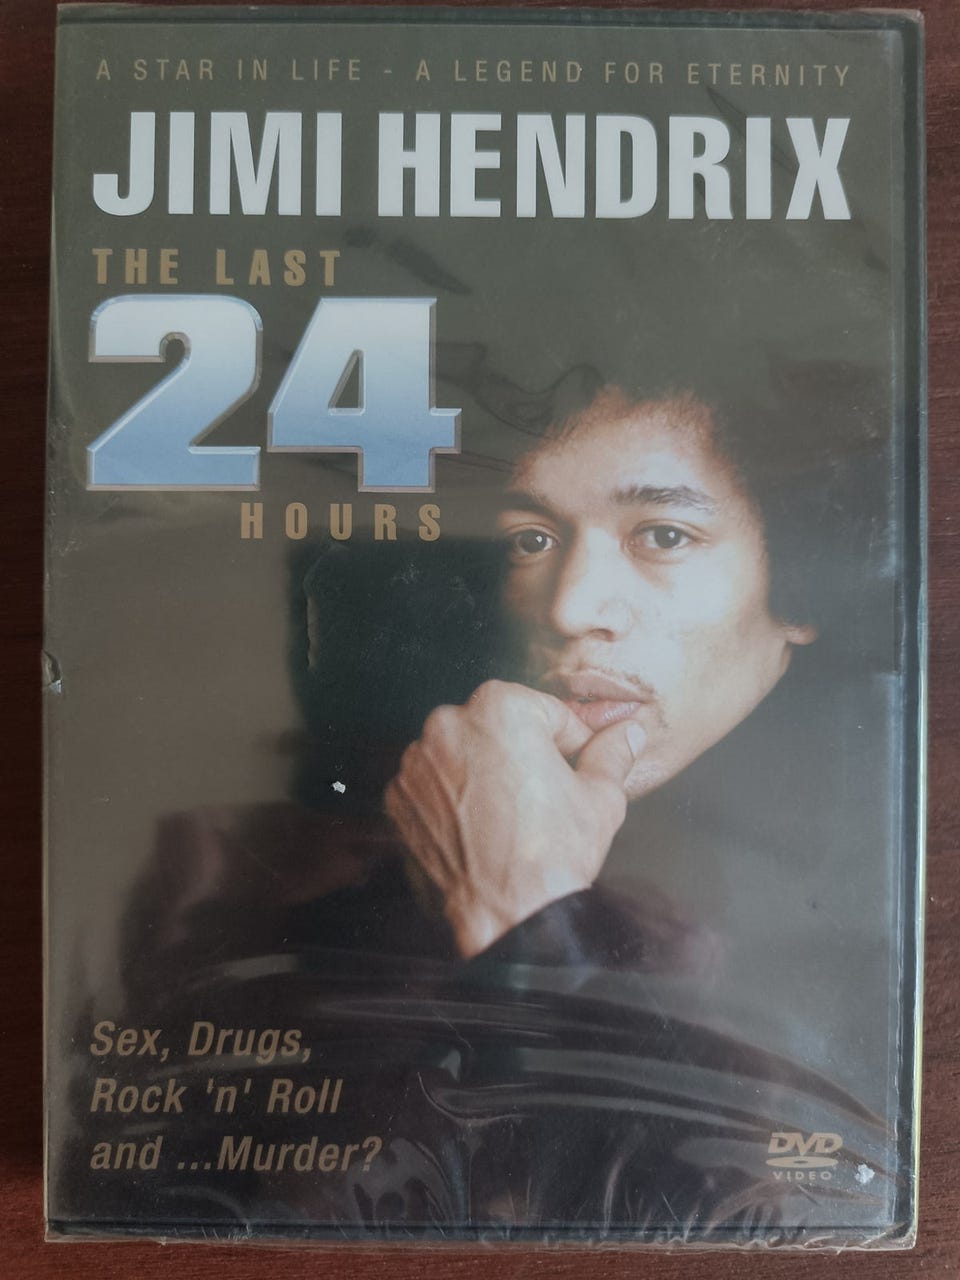 A STAR IN LIFE - A LEGEND FOR ETERNITY
JIMI HENDRIX
THE LAST
24
HOURS
Sex, Drugs,
Rock 'n' Roll
and ...Murder?
DVD
VIDEO